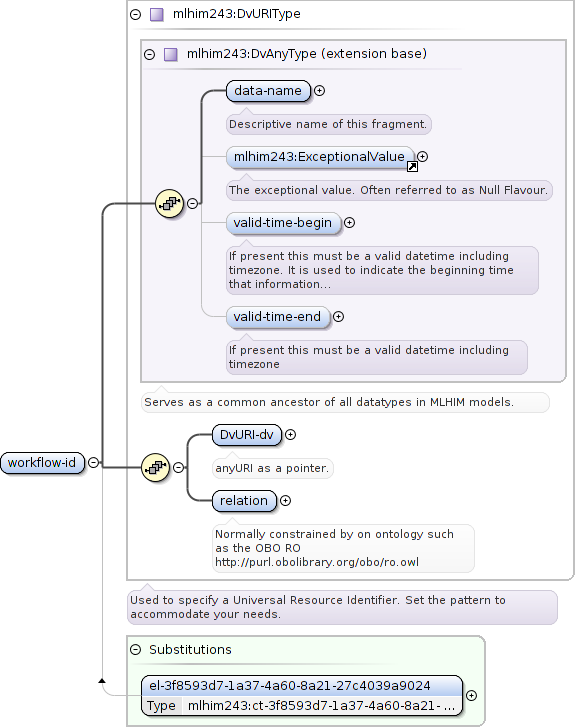 mlhim243:DvURIType
mlhim243:DvAnyType (extension base)
data-name
Descriptive name of this fragment.
mlhim243:ExceptionalValue
The exceptional value. Often referred to as Null Flavour.
valid-time-begin
If present this must be a valid datetime including
timezone. It is used to indicate the beginning time
that information...
valid-time-end
If present this must be a valid datetime including
timezone
Serves as a common ancestor of all datatypes in MLHIM models.
workflow-id
DvURI-dv
anyURI as a pointer.
relation
Normally constrained by on ontology such
as the OBO RO
http://purl.obolibrary.org/obo/ro.owl
Used to specify a Universal Resource Identifier. Set the pattern to
accommodate your needs.
Substitutions
el-3f8593d7-1a37-4a60-8a21-27c4039a9024
Type mlhim243:ct-3f8593d7-1a37-4a60-8a21- ...